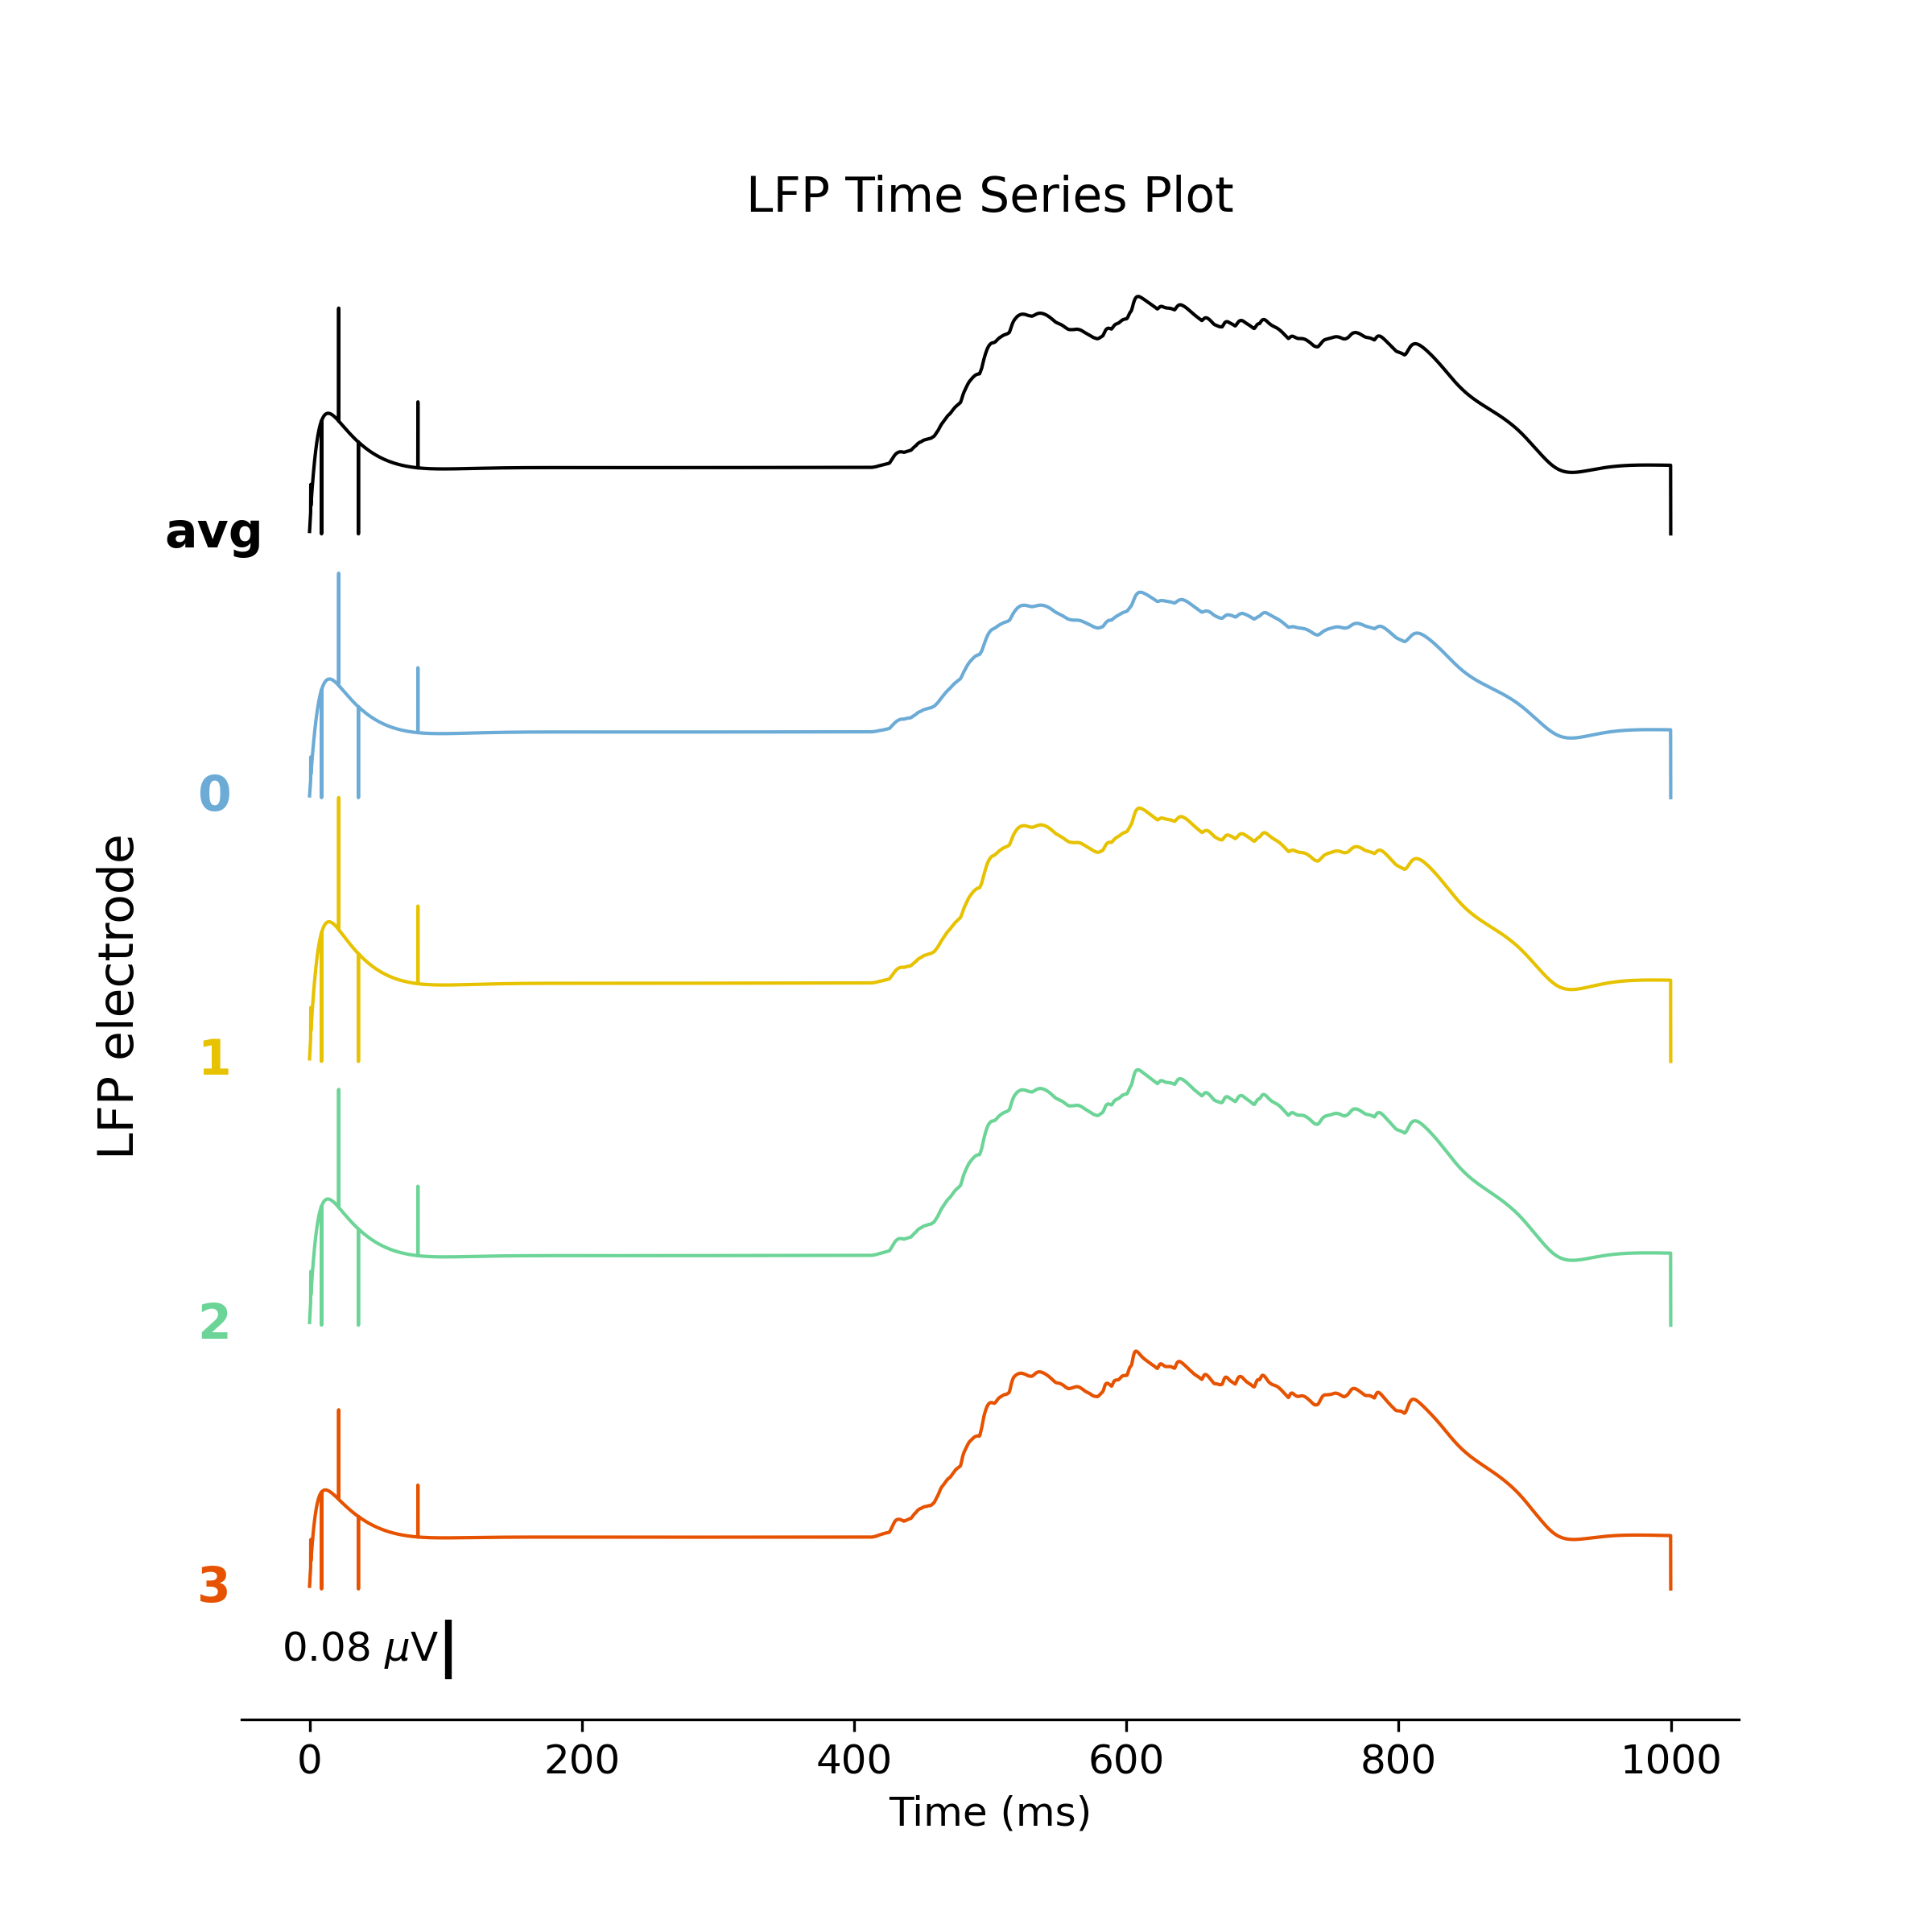 LFP Time Series Plot
avg
0
1
2
3
LFP electrode
0.08 μV
0 200 400 600 800 1000
Time (ms)